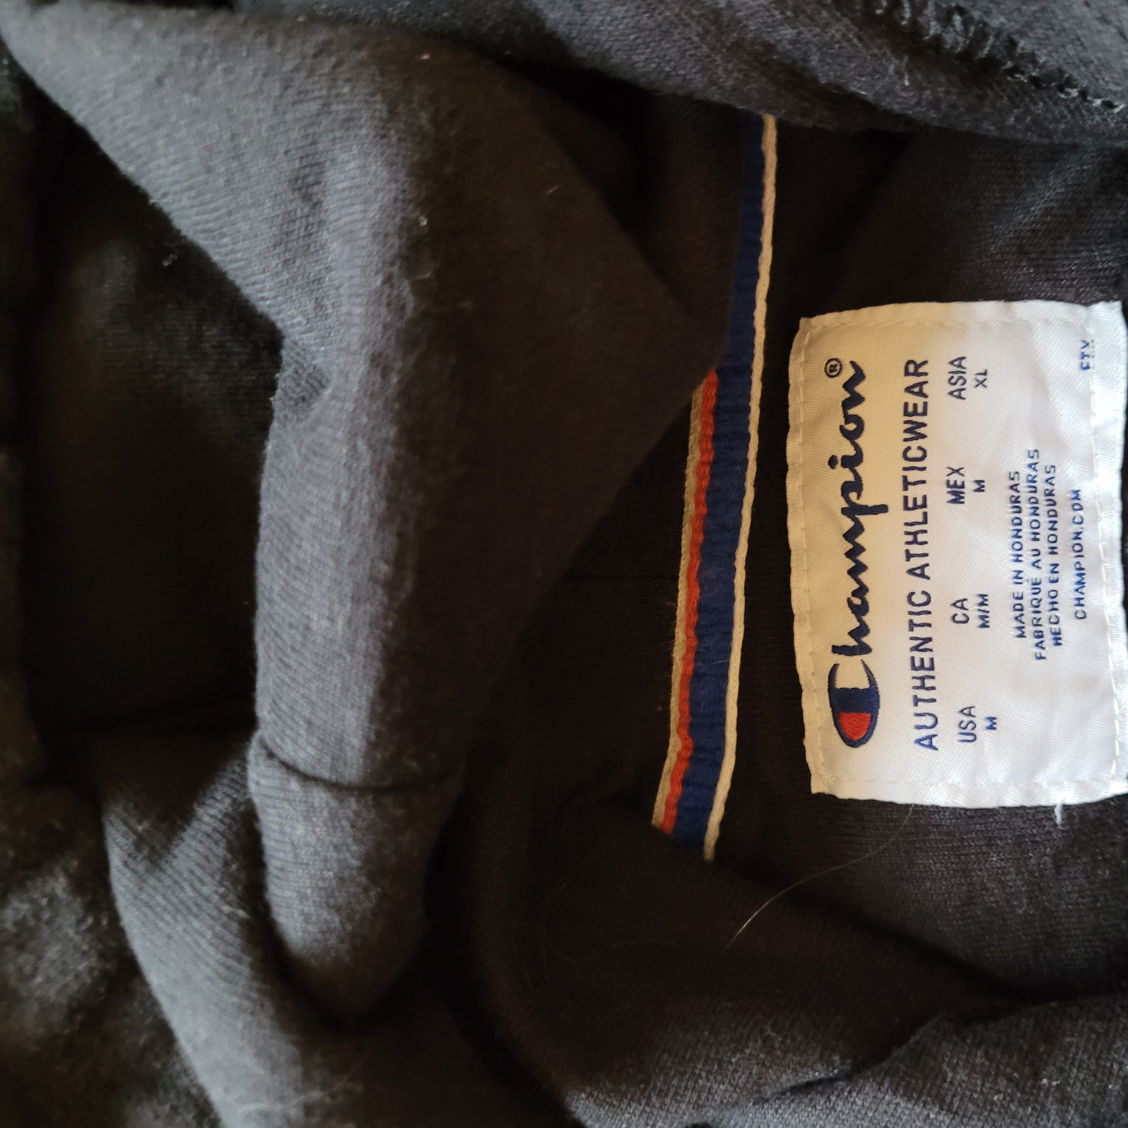 Champion®
AUTHENTIC ATHLETICWEAR
USA CA MEX ASIA
M M/M M XL
MADE IN HONDURAS
FABRIQUÉ AU HONDURAS
HECHO EN HONDURAS
CHAMPION.COM
FTX